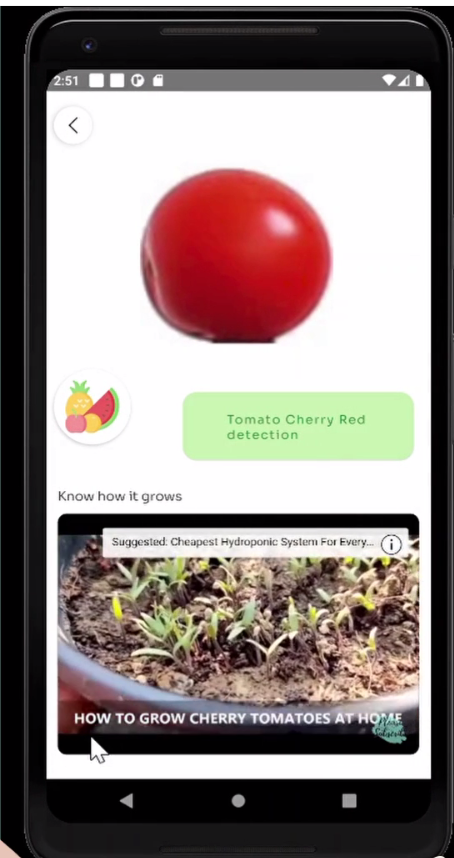 2:51
Tomato Cherry Red
detection
Know how it grows
Suggested: Cheapest Hydroponic System For Every...
HOW TO GROW CHERRY TOMATOES AT HOME
Subscribe